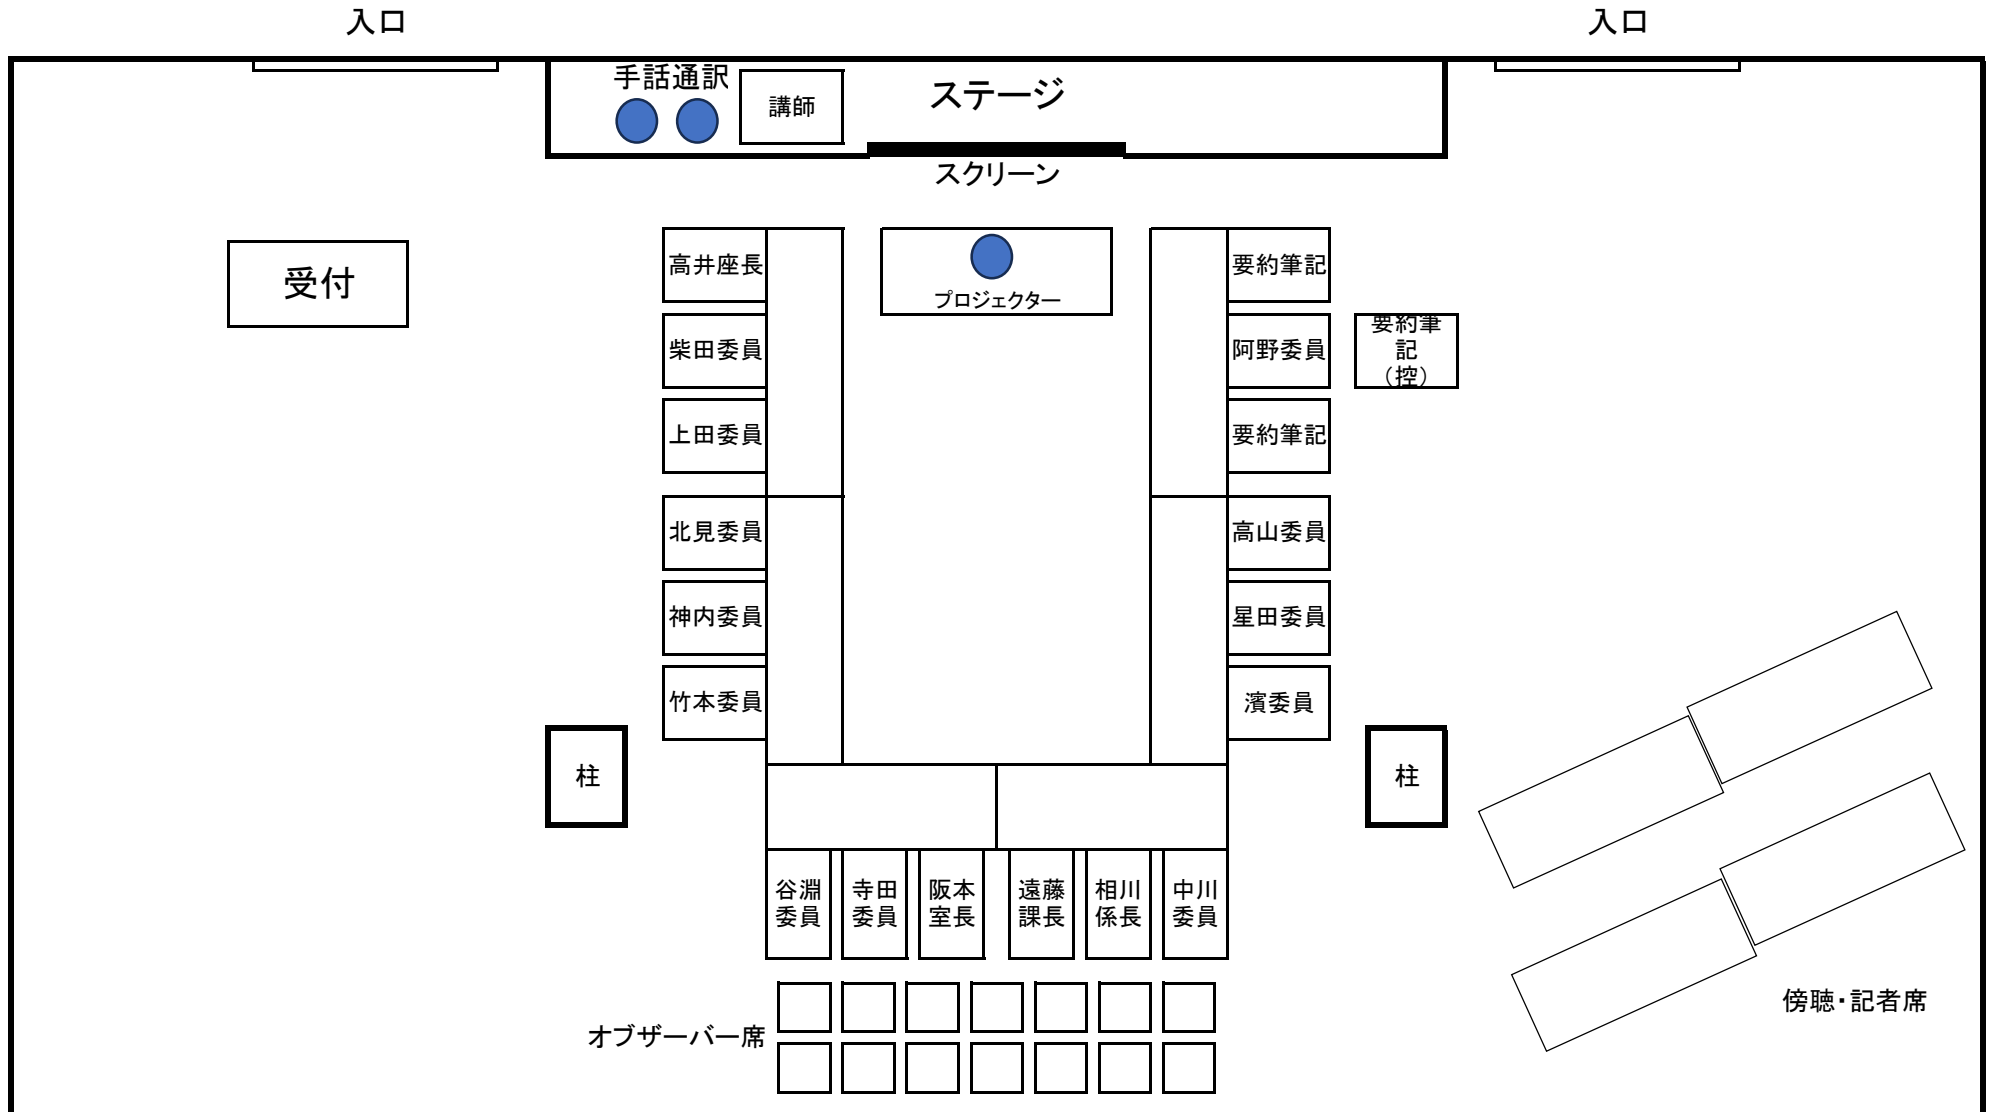 入口
入口
手話通訳
講師
ステージ
スクリーン
受付
プロジェクター
高井座長
柴田委員
上田委員
北見委員
神内委員
竹本委員
要約筆記
阿野委員
要約筆記
高山委員
星田委員
濱委員
要約筆
記
（控）
柱
柱
谷淵
委員
寺田
委員
阪本
室長
遠藤
課長
相川
係長
中川
委員
オブザーバー席
傍聴・記者席